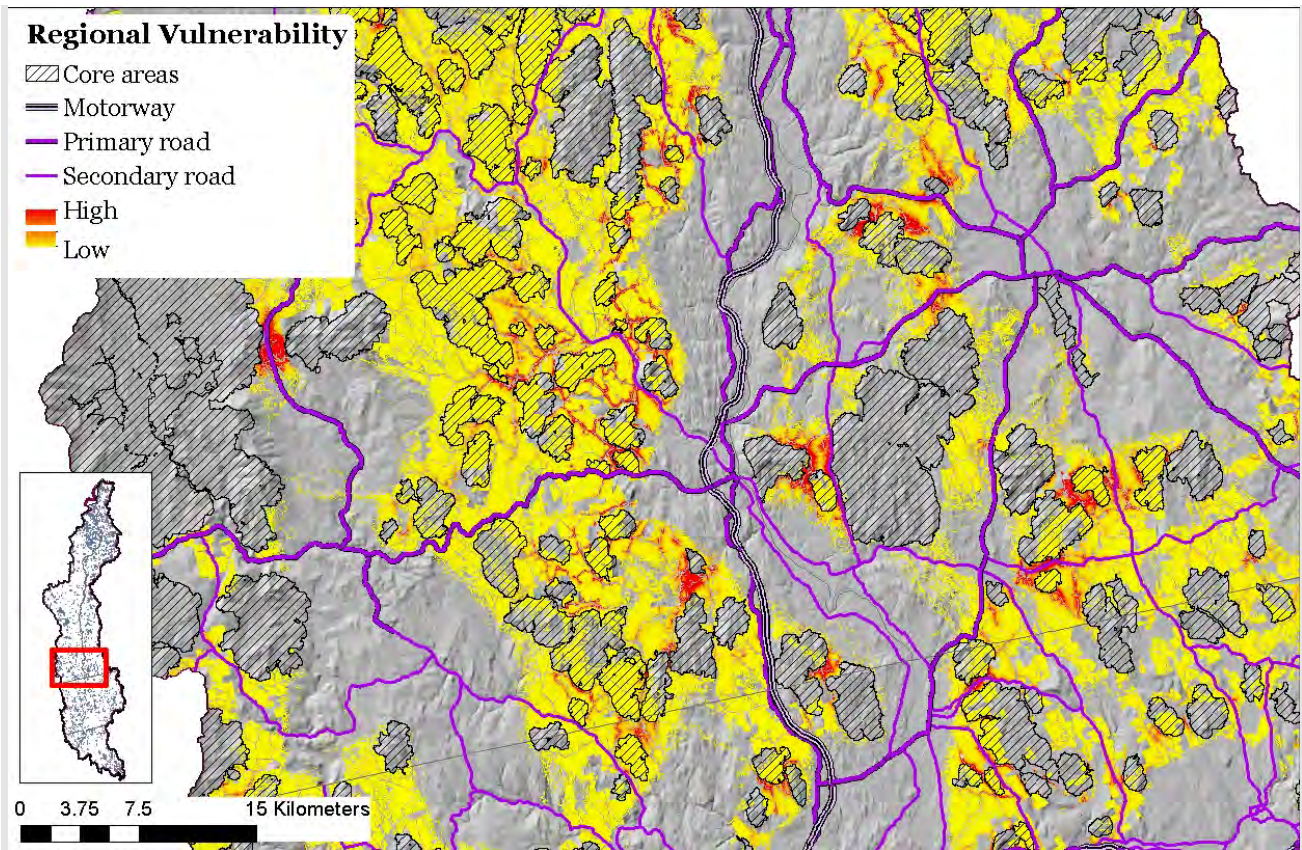 Regional Vulnerability
Core areas
Motorway
Primary road
Secondary road
High
Low
0 3.75 7.5 15 Kilometers